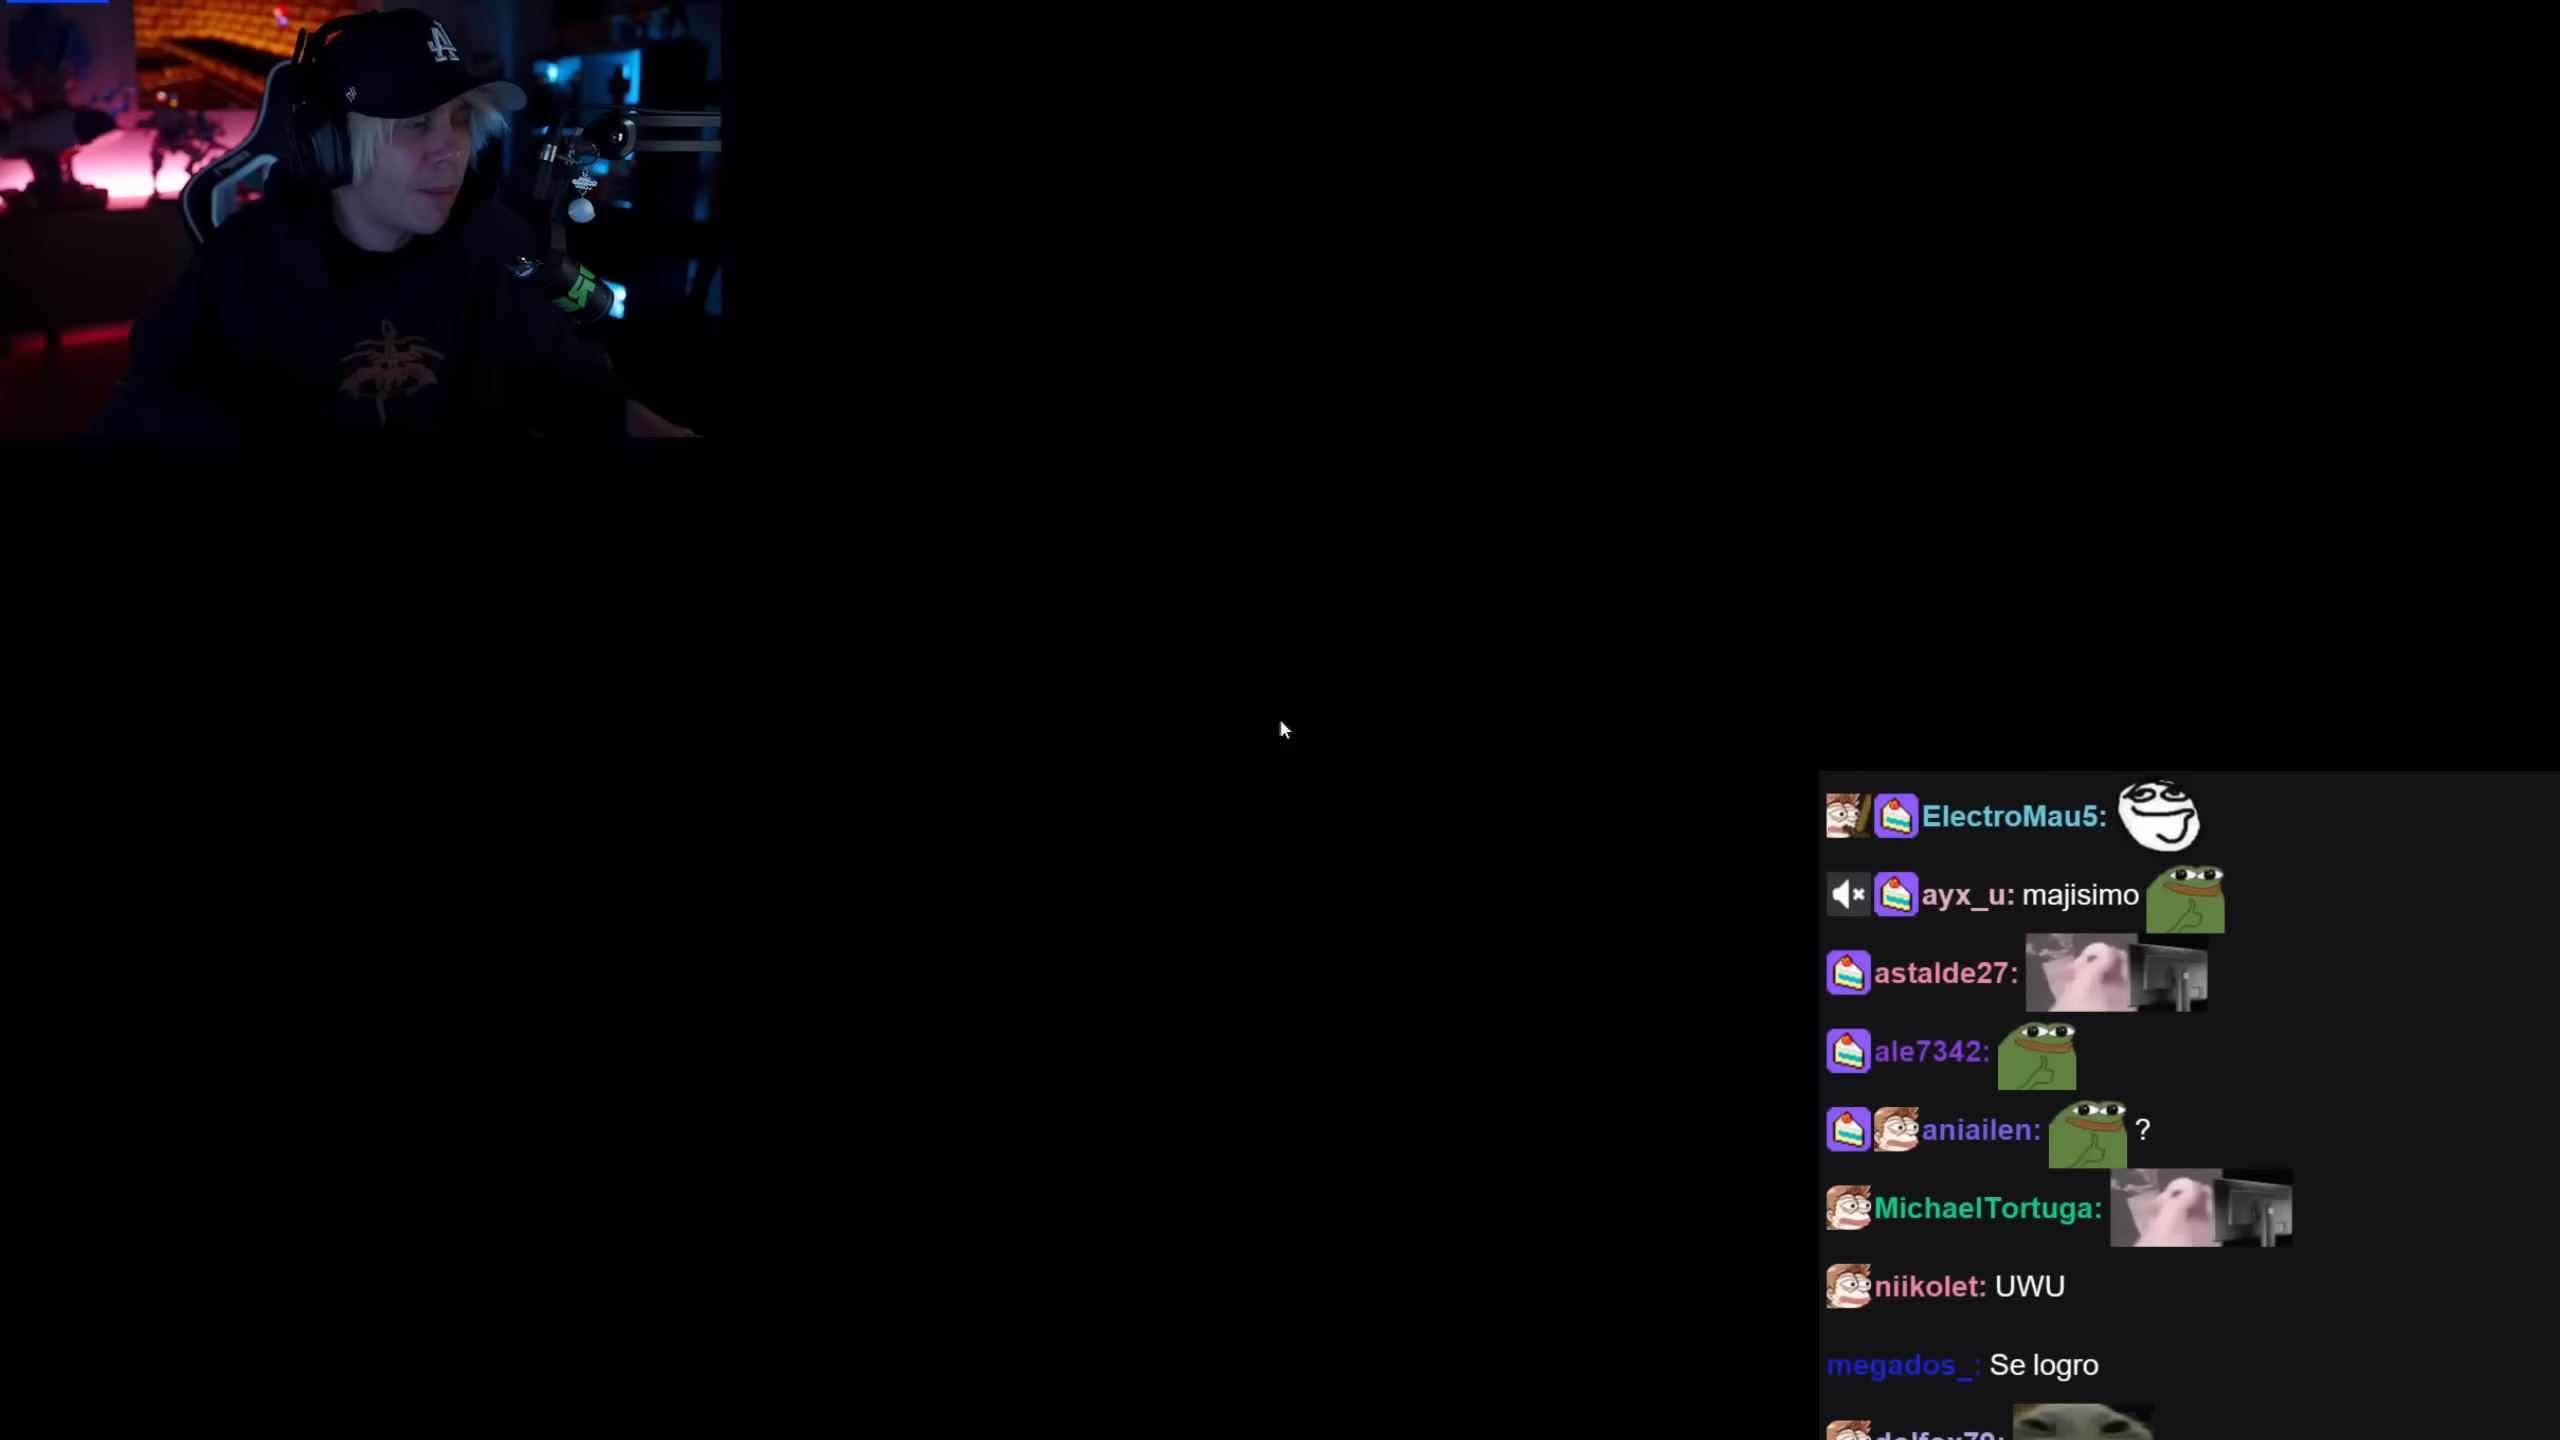 ElectroMau5:
ayx_u: majisimo
astalde27:
ale7342:
aniailen: ?
MichaelTortuga:
niikolet: UWU
megados_: Se logro